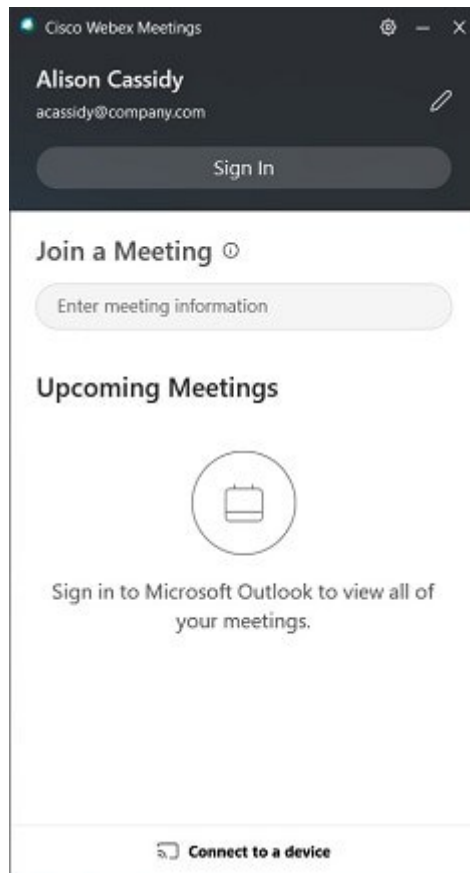 Cisco Webex Meetings
Alison Cassidy
acassidy@company.com
Sign In
Join a Meeting
Enter meeting information
Upcoming Meetings
Sign in to Microsoft Outlook to view all of
your meetings.
Connect to a device